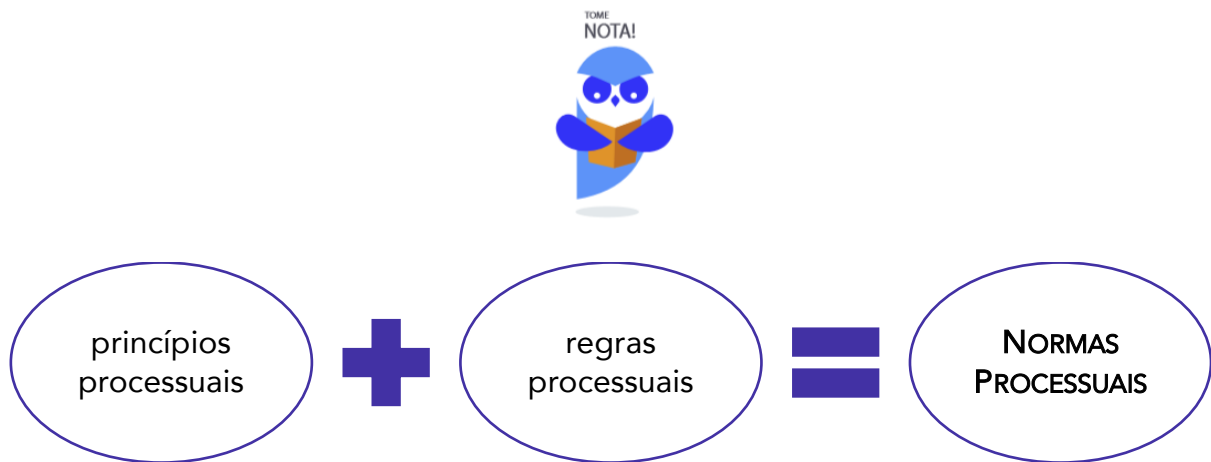 TOME
NOTA!
princípios
processuais
regras
processuais
NORMAS
PROCESSUAIS